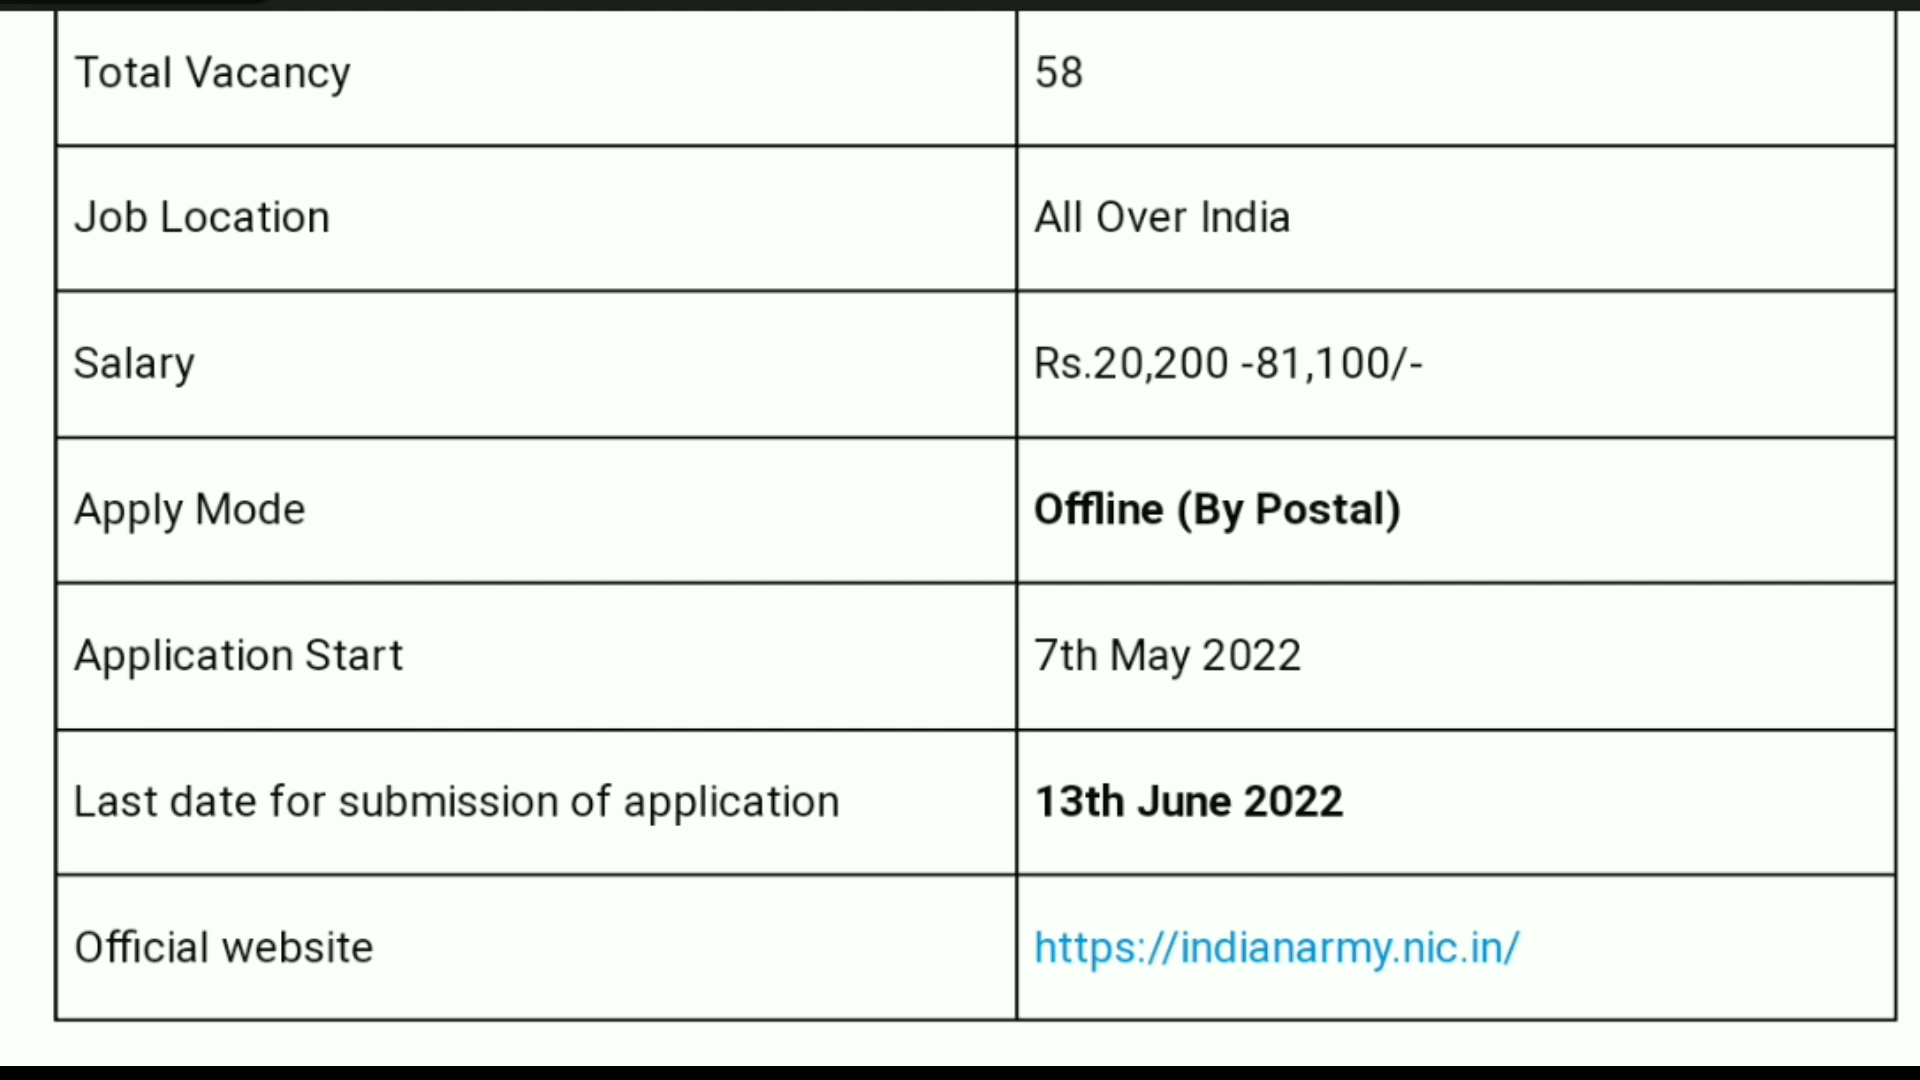 Total Vacancy 58
Job Location All Over India
Salary Rs.20,200 -81,100/-
Apply Mode Offline (By Postal)
Application Start 7th May 2022
Last date for submission of application 13th June 2022
Official website https://indianarmy.nic.in/